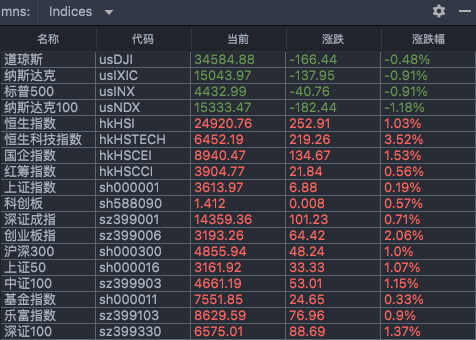 mns: Indices
名称 代码 当前 涨跌 涨跌幅
道琼斯 usDJI 34584.88 -166.44 -0.48%
纳斯达克 usIXIC 15043.97 -137.95 -0.91%
标普500 usINX 4432.99 -40.76 -0.91%
纳斯达克100 usNDX 15333.47 -182.44 -1.18%
恒生指数 hkHSI 24920.76 252.91 1.03%
恒生科技指数 hkHSTECH 6452.19 219.26 3.52%
国企指数 hkHSCEI 8940.47 134.67 1.53%
红筹指数 hkHSCCI 3904.77 21.84 0.56%
上证指数 sh000001 3613.97 6.88 0.19%
科创板 sh588090 1.412 0.008 0.57%
深证成指 sz399001 14359.36 101.23 0.71%
创业板指 sz399006 3193.26 64.42 2.06%
沪深300 sh000300 4855.94 48.24 1.0%
上证50 sh000016 3161.92 33.33 1.07%
中证100 sz399903 4661.19 53.01 1.15%
基金指数 sh000011 7551.85 24.65 0.33%
乐富指数 sz399103 8629.59 76.96 0.9%
深证100 sz399330 6575.01 88.69 1.37%